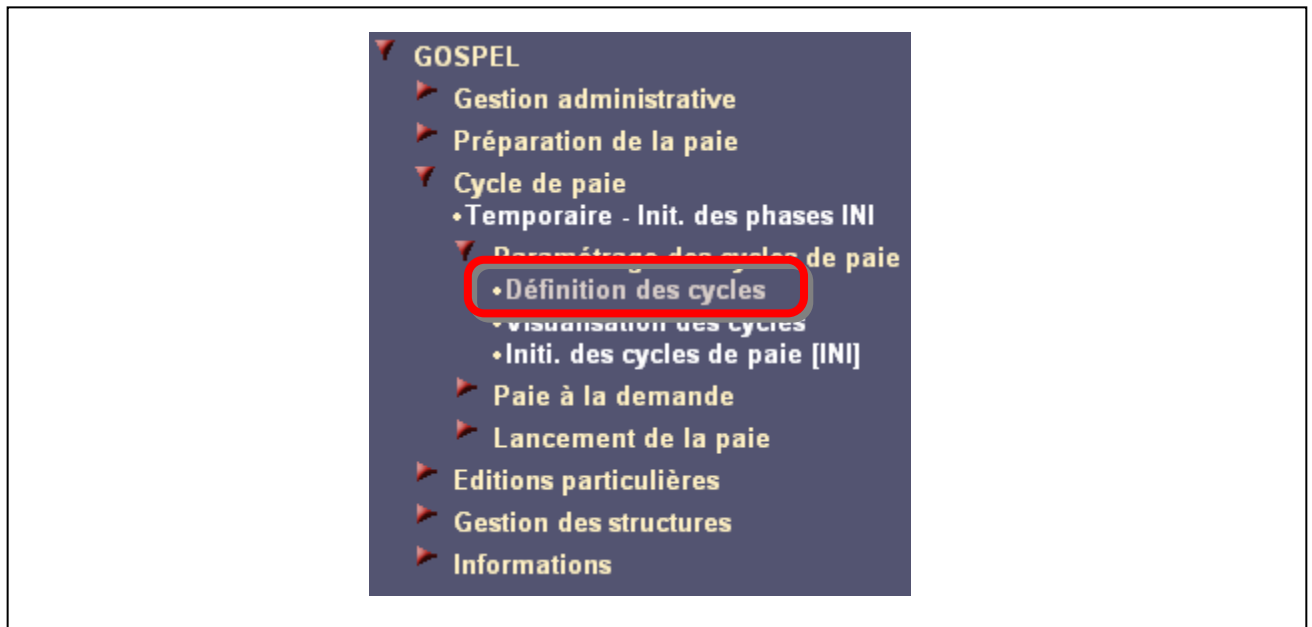 GOSPEL
Gestion administrative
Préparation de la paie
Cycle de paie
•Temporaire - Init. des phases INI
Paramétrage des cycles de paie
•Définition des cycles
•Visualisation des cycles
•Initi. des cycles de paie [INI]
Paie à la demande
Lancement de la paie
Editions particulières
Gestion des structures
Informations